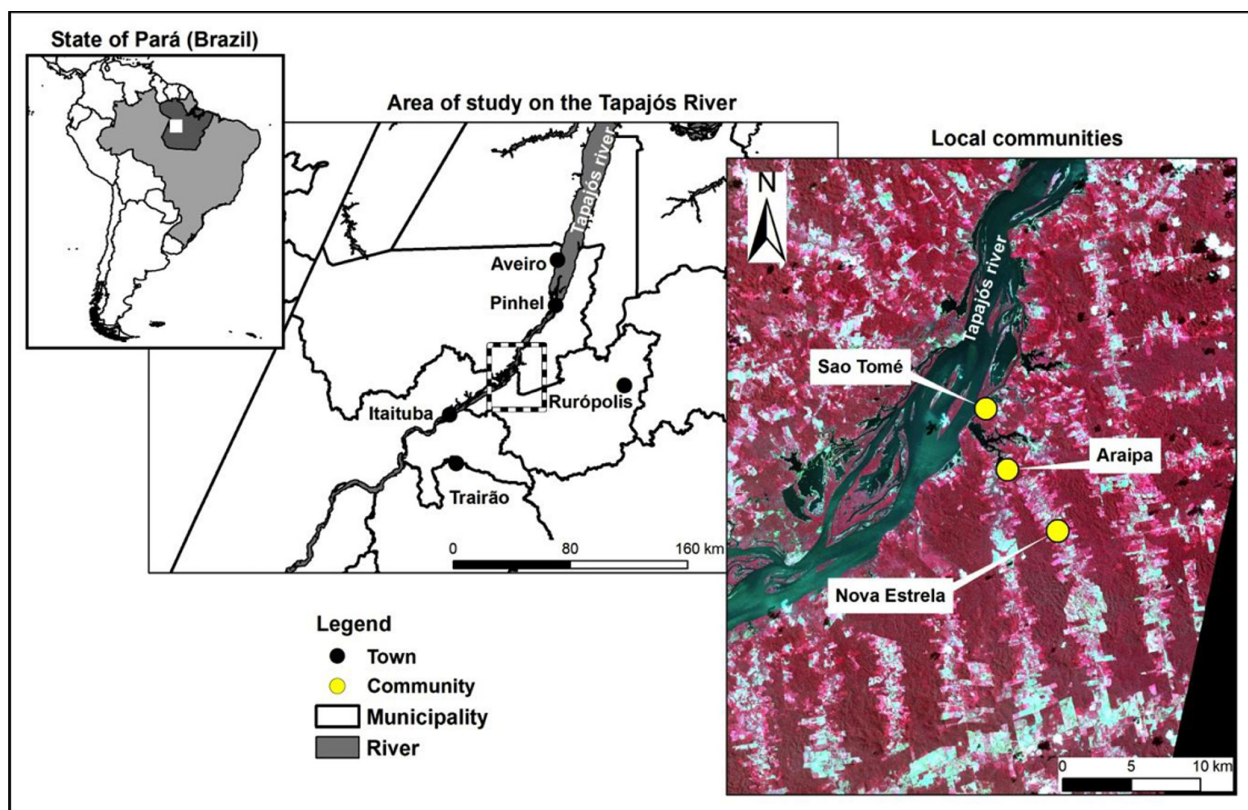 State of Pará (Brazil)
Area of study on the Tapajós River
Tapajós river
Aveiro
Pinhel
Itaituba
Rurópolis
Trairão
0 80 160 km
Legend
Town
Community
Municipality
River
Local communities
N
Tapajós river
Sao Tomé
Araipa
Nova Estrela
0 5 10 km